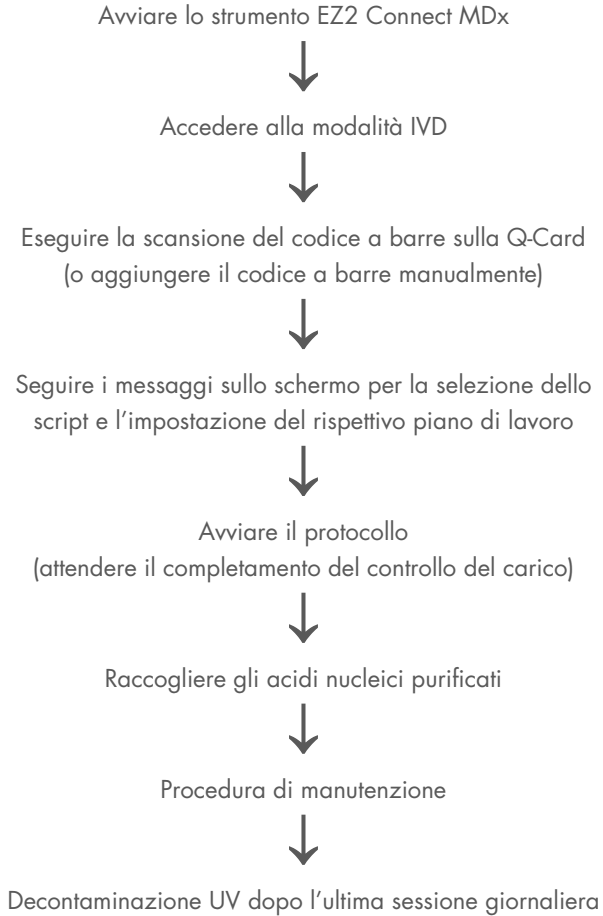 Avviare lo strumento EZ2 Connect MDx
Accedere alla modalità IVD
Eseguire la scansione del codice a barre sulla Q-Card
(o aggiungere il codice a barre manualmente)
Seguire i messaggi sullo schermo per la selezione dello
script e l’impostazione del rispettivo piano di lavoro
Avviare il protocollo
(attendere il completamento del controllo del carico)
Raccogliere gli acidi nucleici purificati
Procedura di manutenzione
Decontaminazione UV dopo l’ultima sessione giornaliera